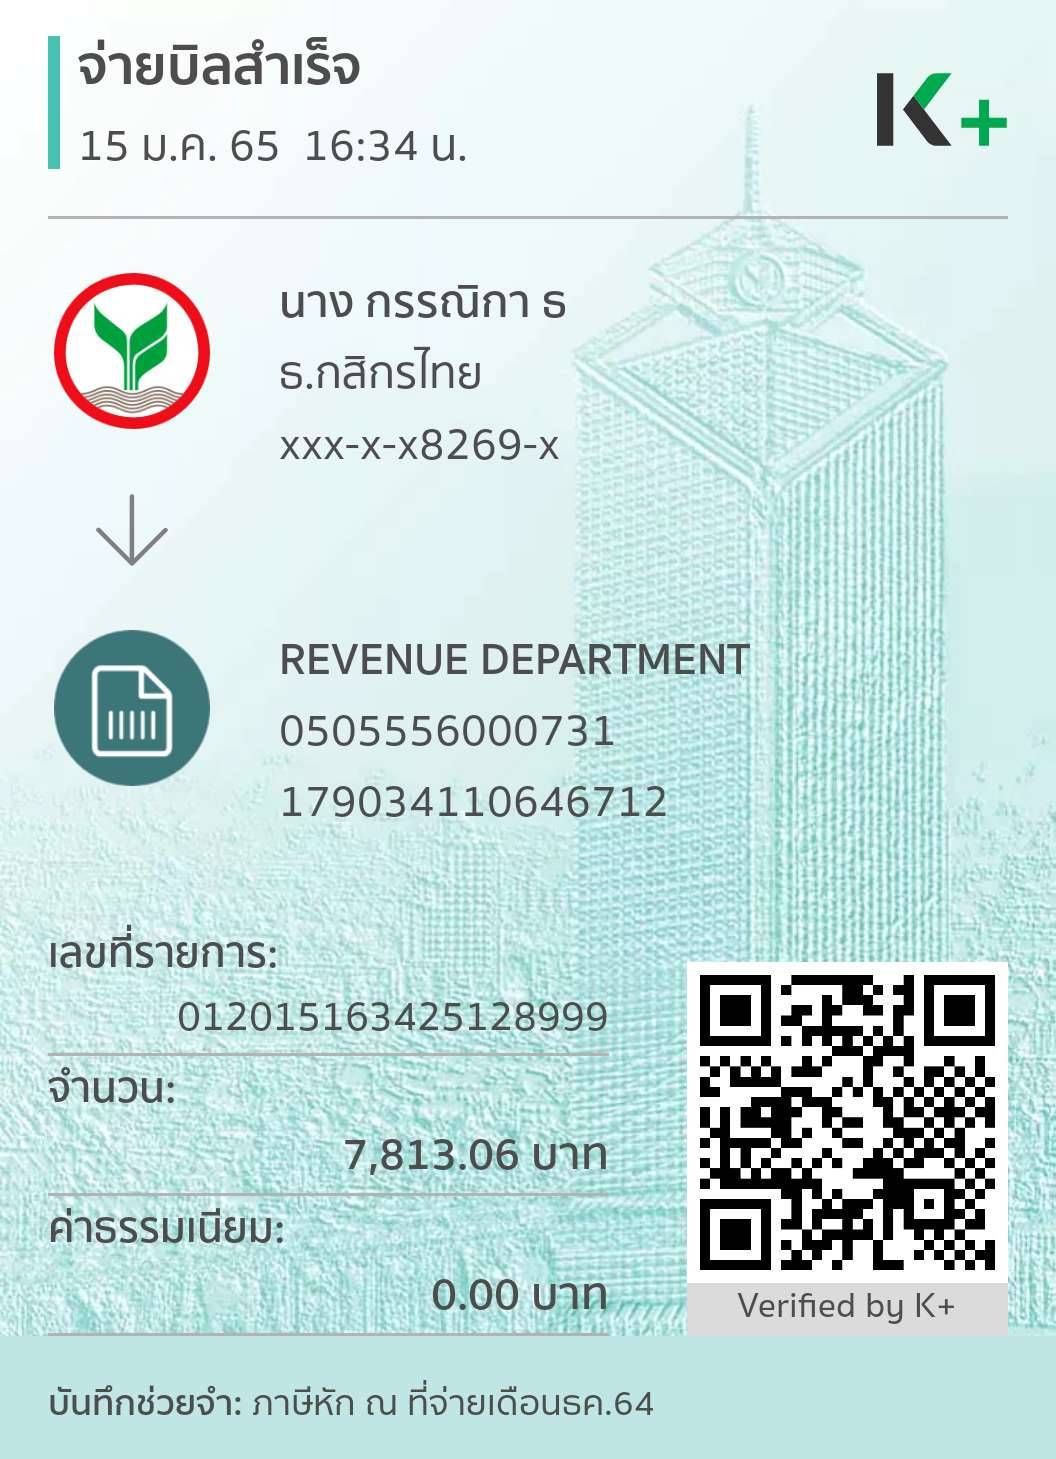 จ่ายบิลสำเร็จ
15 ม.ค. 65 16:34 น.
K+
นาง กรรณิกา ธ
ธ.กสิกรไทย
xxx-x-x8269-x
REVENUE DEPARTMENT
0505556000731
179034110646712
เลขที่รายการ:
012015163425128999
จำนวน:
7,813.06 บาท
ค่าธรรมเนียม:
0.00 บาท
Verified by K+
บันทึกช่วยจำ: ภาษีหัก ณ ที่จ่ายเดือนธค.64